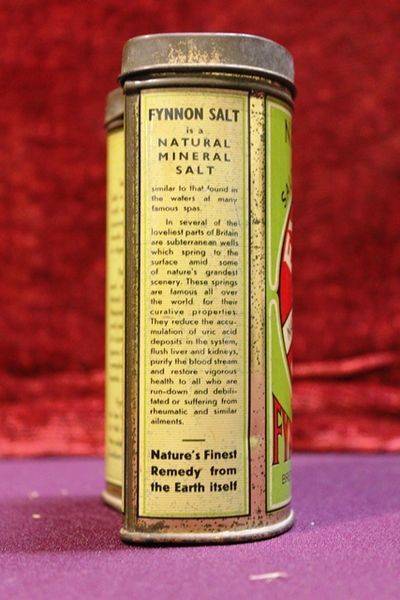 FYNNON SALT
is a
NATURAL
MINERAL
SALT
similar to that found in
the waters of many
famous spas.
In several of the
loveliest parts of Britain
are subterranean wells
which spring to the
surface amid some
of nature's grandest
scenery. These springs
are famous all over
the world for their
curative properties.
They reduce the accu-
mulation of uric acid
deposits in the system,
flush liver and kidneys,
purify the blood stream
and restore vigorous
health to all who are
run-down and debili-
tated or suffering from
rheumatic and similar
ailments.
Nature's Finest
Remedy from
the Earth itself